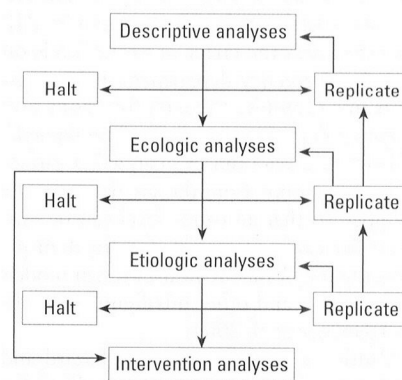 Descriptive analyses
Halt
Replicate
Ecologic analyses
Halt
Replicate
Etiologic analyses
Halt
Replicate
Intervention analyses